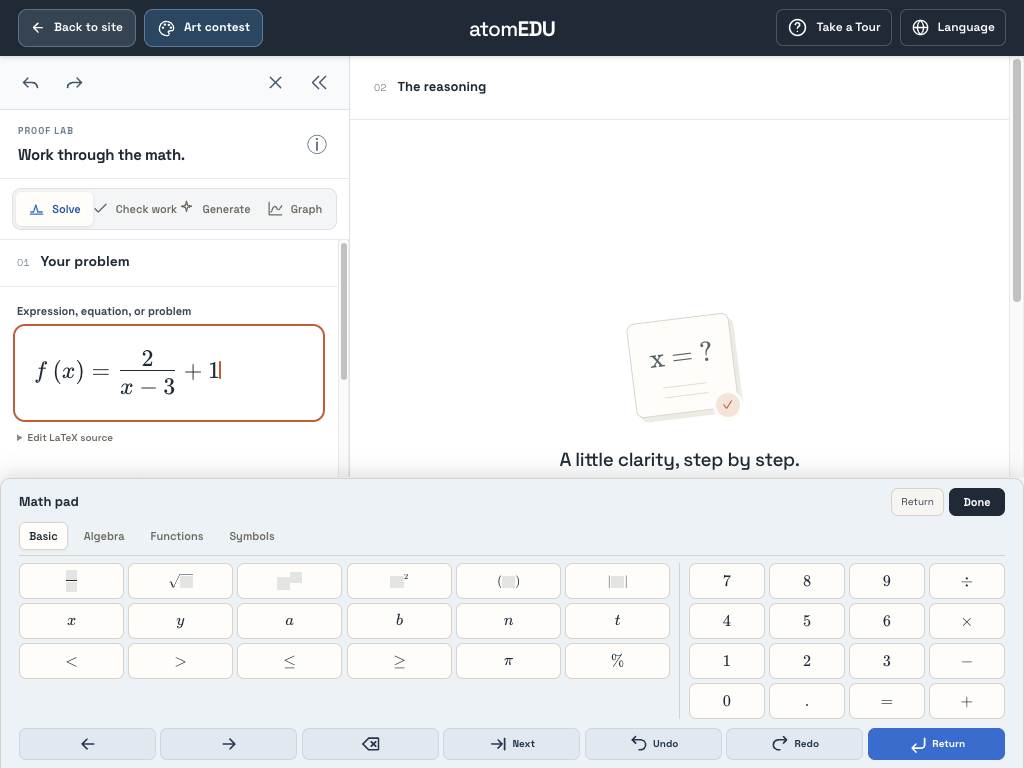 Back to site
Art contest
atomEDU
Take a Tour
Language
PROOF LAB
Work through the math.
Solve
Check work
Generate
Graph
01 Your problem
Expression, equation, or problem
f (x) = 2/(x − 3) + 1
Edit LaTeX source
02 The reasoning
x = ?
A little clarity, step by step.
Math pad
Return
Done
Basic
Algebra
Functions
Symbols
√
2
( )
| |
7 8 9 ÷
x y a b n t
4 5 6 ×
< > ≤ ≥ π %
1 2 3 −
0 . = +
Next
Undo
Redo
Return